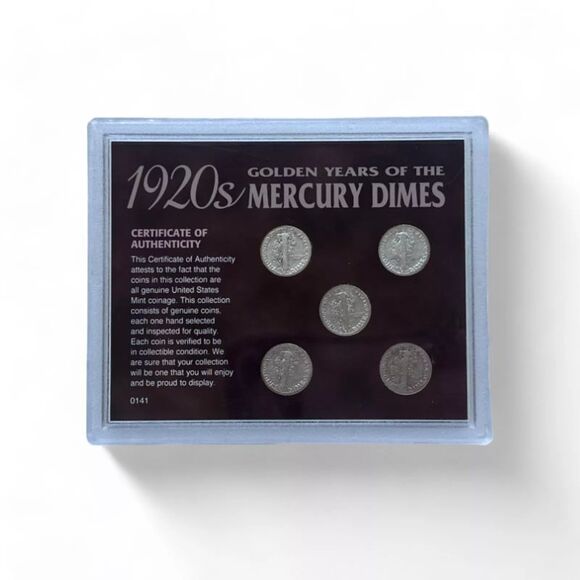 1920s GOLDEN YEARS OF THE
MERCURY DIMES
CERTIFICATE OF
AUTHENTICITY
This Certificate of Authenticity
attests to the fact that the
coins in this collection are
all genuine United States
Mint coinage. This collection
consists of genuine coins,
each one hand selected
and inspected for quality.
Each coin is verified to be
in collectible condition. We
are sure that your collection
will be one that you will enjoy
and be proud to display.
0141